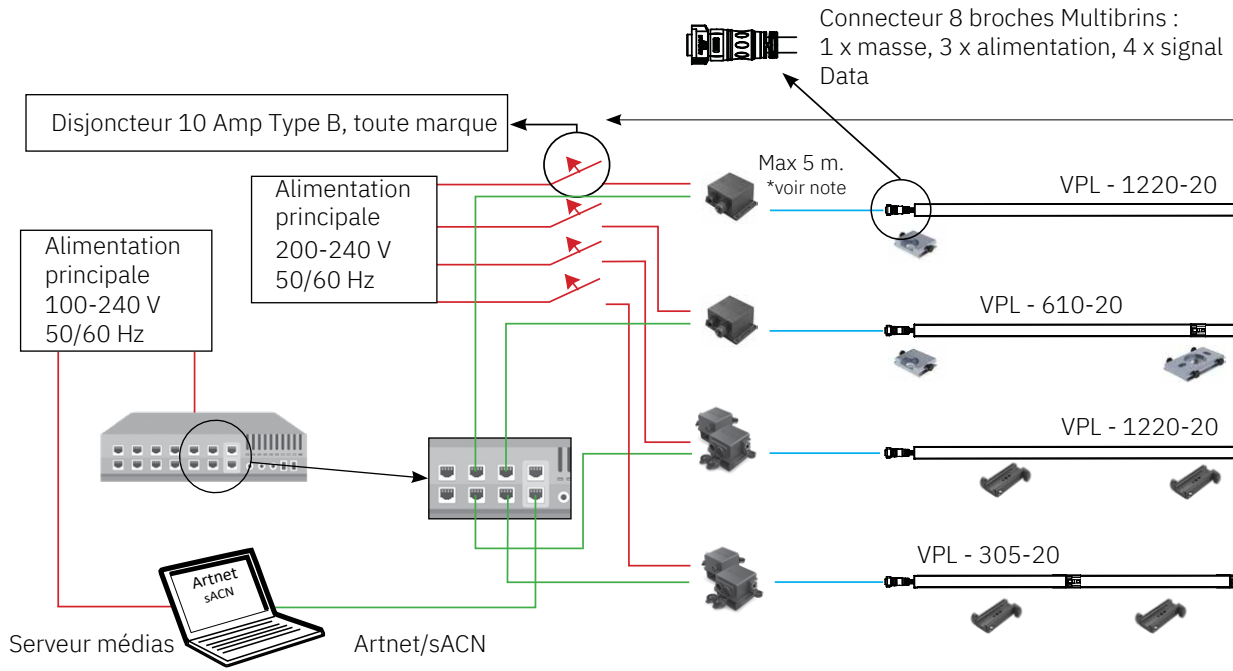 Connecteur 8 broches Multibrins :
1 x masse, 3 x alimentation, 4 x signal
Data
Disjoncteur 10 Amp Type B, toute marque
Max 5 m.
*voir note
VPL - 1220-20
Alimentation
principale
200-240 V
50/60 Hz
Alimentation
principale
100-240 V
50/60 Hz
VPL - 610-20
VPL - 1220-20
VPL - 305-20
Artnet
sACN
Serveur médias
Artnet/sACN